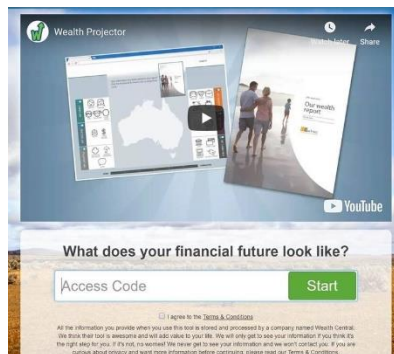 Wealth Projector
Watch later
Share
Our wealth
report
YouTube
What does your financial future look like?
Access Code
Start
I agree to the Terms & Conditions
All the information you provide when you use this tool is stored and processed by a company named Wealth Central.
We think their tool is awesome and will add value to your life. We will only get to see your information if you think it's
the right step for you. If it's not, no worries! We never get to see your information and we won't contact you. If you are
curious about privacy and want more information before continuing, please read our Terms & Conditions.